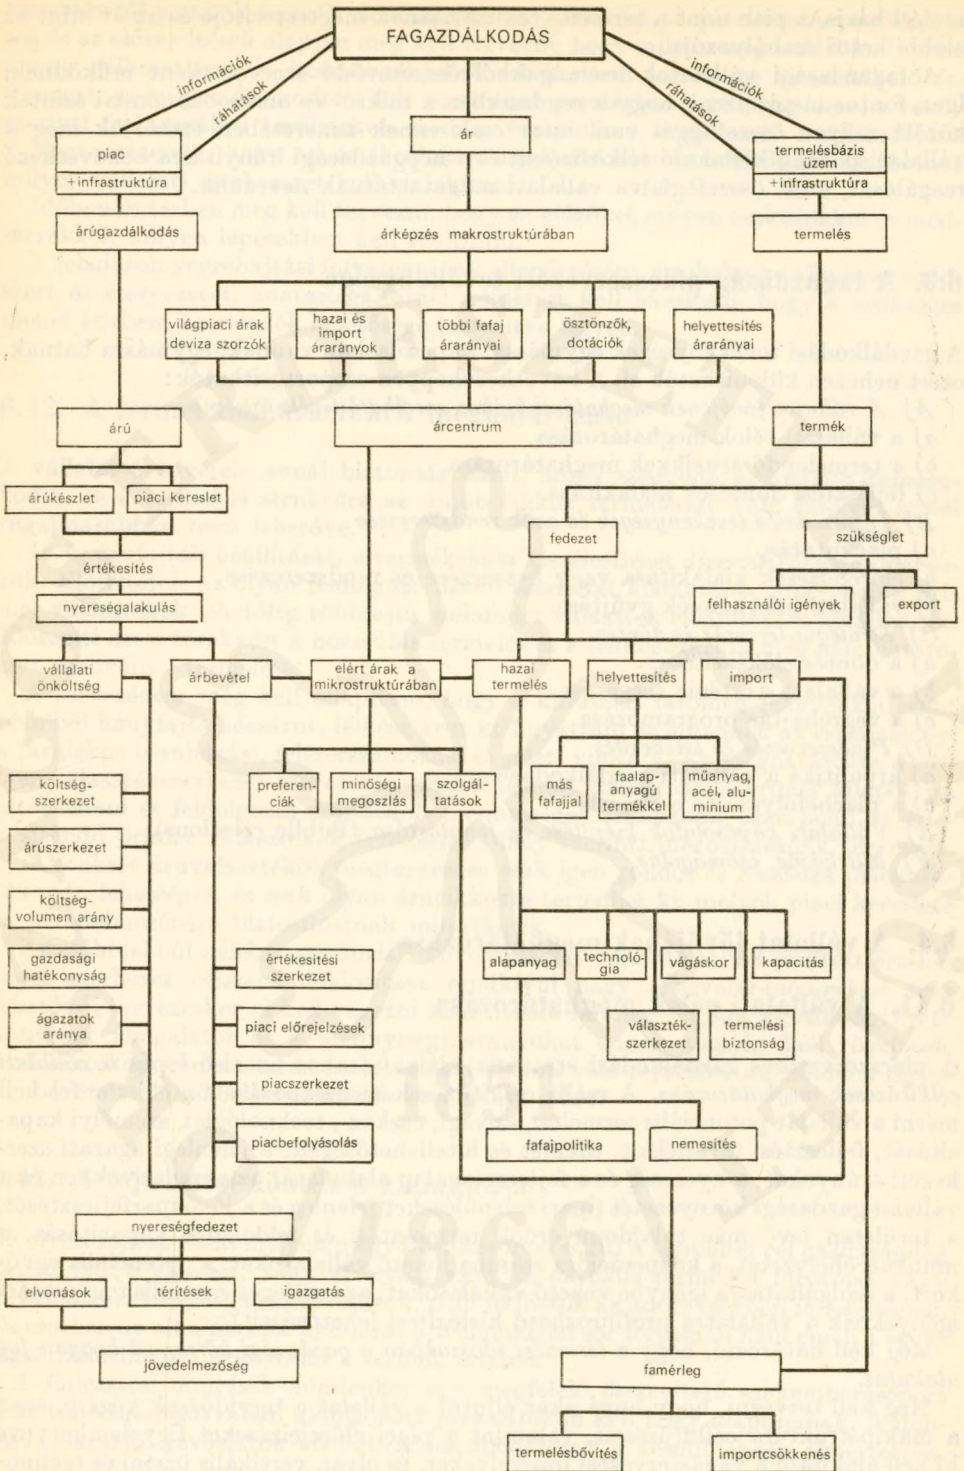 FAGAZDÁLKODÁS
információk
ráhatások
információk
ráhatások
piac
+infrastruktúra
ár
termelésbázis
üzem
+infrastruktúra
árúgazdálkodás
árképzés makrostruktúrában
termelés
világpiaci árak
deviza szorzók
hazai és
import
árarányok
többi fafaj
árarányai
ösztönzők,
dotációk
helyettesítés
árarányai
árú
árcentrum
termék
árúkészlet
piaci kereslet
fedezet
szükséglet
értékesítés
nyereségalakulás
felhasználói igények
export
vállalati
önköltség
árbevétel
elért árak a
mikrostruktúrában
hazai
termelés
helyettesítés
import
költség-
szerkezet
preferen-
ciák
minőségi
megoszlás
szolgál-
tatások
más
fafajjal
faalap-
anyagú
termékkel
műanyag,
acél, alu-
minium
árúszerkezet
költség-
volumen arány
gazdasági
hatékonyság
értékesítési
szerkezet
alapanyag
technoló-
gia
vágáskor
kapacitás
ágazatok
aránya
piaci előrejelzések
választék-
szerkezet
termelési
biztonság
piacszerkezet
piacbefolyásolás
fafajpolitika
nemesítés
nyereségfedezet
elvonások
térítések
igazgatás
jövedelmezőség
famérleg
termelésbővítés
importcsökkenés